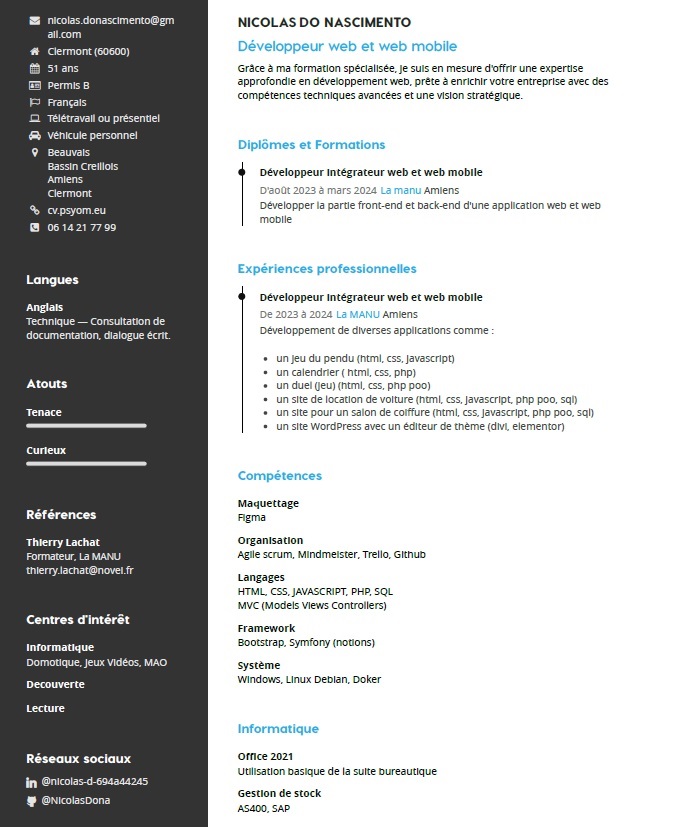 nicolas.donascimento@gm
ail.com
Clermont (60600)
51 ans
Permis B
Français
Télétravail ou présentiel
Véhicule personnel
Beauvais
Bassin Creillois
Amiens
Clermont
cv.psyom.eu
06 14 21 77 99
Langues
Anglais
Technique — Consultation de
documentation, dialogue écrit.
Atouts
Tenace
Curieux
Références
Thierry Lachat
Formateur, La MANU
thierry.lachat@novei.fr
Centres d'intérêt
Informatique
Domotique, Jeux Vidéos, MAO
Decouverte
Lecture
Réseaux sociaux
@nicolas-d-694a44245
@NicolasDona
NICOLAS DO NASCIMENTO
Développeur web et web mobile
Grâce à ma formation spécialisée, je suis en mesure d'offrir une expertise
approfondie en développement web, prête à enrichir votre entreprise avec des
compétences techniques avancées et une vision stratégique.
Diplômes et Formations
Développeur intégrateur web et web mobile
D'août 2023 à mars 2024 La manu Amiens
Développer la partie front-end et back-end d'une application web et web
mobile
Expériences professionnelles
Développeur intégrateur web et web mobile
De 2023 à 2024 La MANU Amiens
Développement de diverses applications comme :
• un jeu du pendu (html, css, javascript)
• un calendrier ( html, css, php)
• un duel (jeu) (html, css, php poo)
• un site de location de voiture (html, css, javascript, php poo, sql)
• un site pour un salon de coiffure (html, css, javascript, php poo, sql)
• un site WordPress avec un éditeur de thème (divi, elementor)
Compétences
Maquettage
Figma
Organisation
Agile scrum, Mindmeister, Trello, Github
Langages
HTML, CSS, JAVASCRIPT, PHP, SQL
MVC (Models Views Controllers)
Framework
Bootstrap, Symfony (notions)
Système
Windows, Linux Debian, Doker
Informatique
Office 2021
Utilisation basique de la suite bureautique
Gestion de stock
AS400, SAP